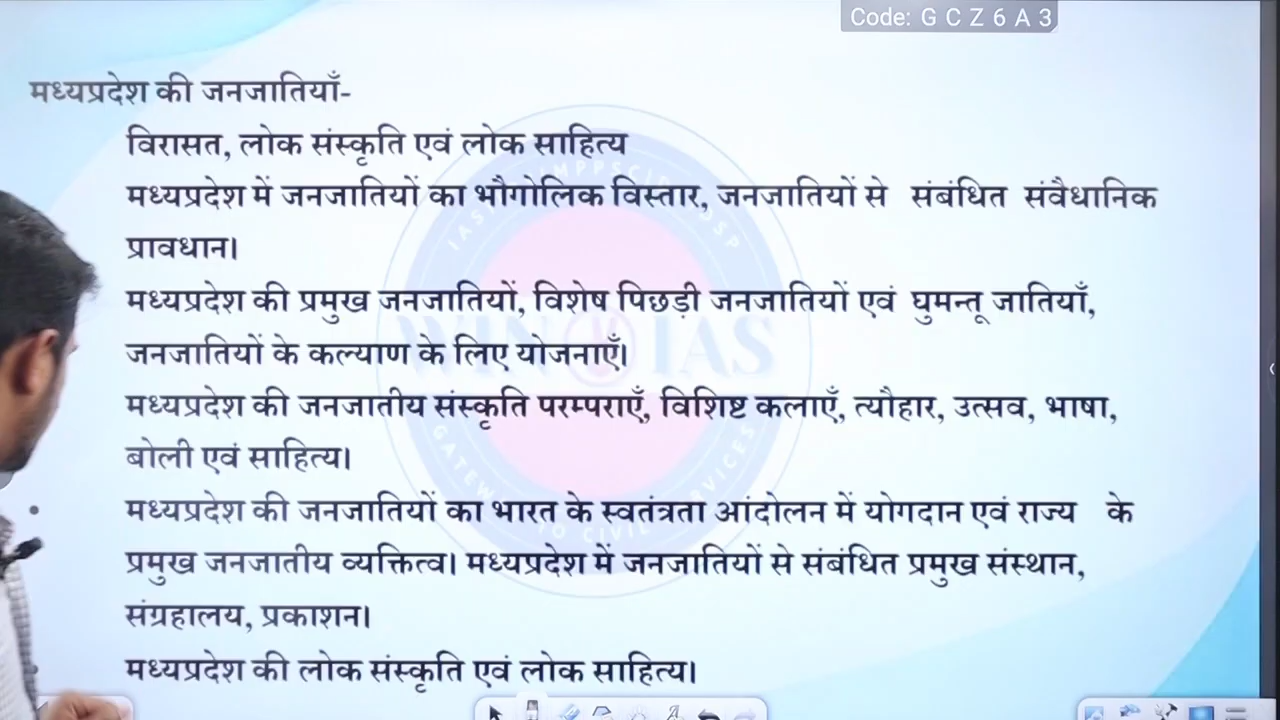 Code: G C Z 6 A 3
मध्यप्रदेश की जनजातियाँ-
विरासत, लोक संस्कृति एवं लोक साहित्य
मध्यप्रदेश में जनजातियों का भौगोलिक विस्तार, जनजातियों से संबंधित संवैधानिक
प्रावधान।
मध्यप्रदेश की प्रमुख जनजातियों, विशेष पिछड़ी जनजातियों एवं घुमन्तू जातियाँ,
जनजातियों के कल्याण के लिए योजनाएँ।
WIN IAS
मध्यप्रदेश की जनजातीय संस्कृति परम्पराएँ, विशिष्ट कलाएँ, त्यौहार, उत्सव, भाषा,
बोली एवं साहित्य।
मध्यप्रदेश की जनजातियों का भारत के स्वतंत्रता आंदोलन में योगदान एवं राज्य के
प्रमुख जनजातीय व्यक्तित्व। मध्यप्रदेश में जनजातियों से संबंधित प्रमुख संस्थान,
संग्रहालय, प्रकाशन।
मध्यप्रदेश की लोक संस्कृति एवं लोक साहित्य।